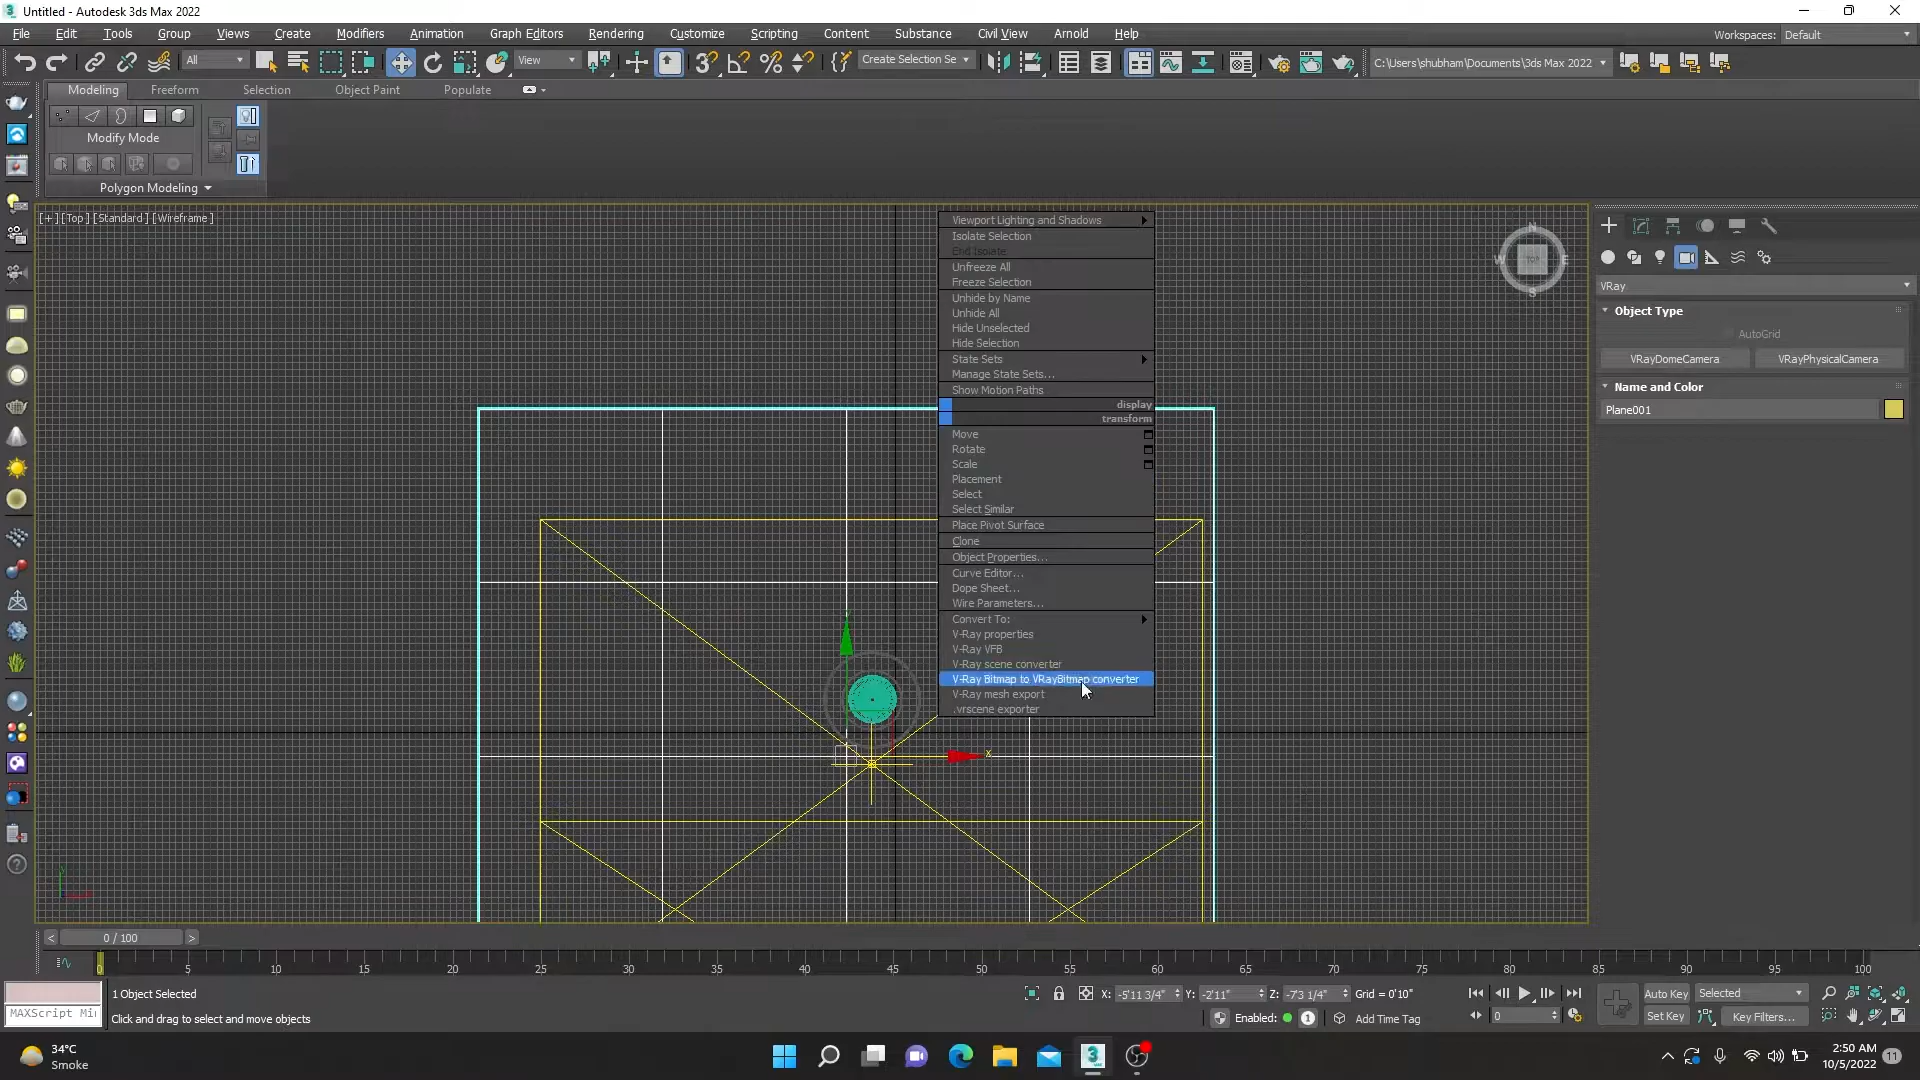 Untitled - Autodesk 3ds Max 2022
File Edit Tools Group Views Create Modifiers Animation Graph Editors Rendering Customize Scripting Content Substance Civil View Arnold Help
Workspaces: Default
All View Create Selection Se C:\Users\shubham\Documents\3ds Max 2022
Modeling Freeform Selection Object Paint Populate
Modify Mode
Polygon Modeling
[+] [Top] [Standard] [Wireframe]
Viewport Lighting and Shadows
Isolate Selection
End Isolate
Unfreeze All
Freeze Selection
Unhide by Name
Unhide All
Hide Unselected
Hide Selection
State Sets
Manage State Sets...
Show Motion Paths
display
transform
Move
Rotate
Scale
Placement
Select
Select Similar
Place Pivot Surface
Clone
Object Properties...
Curve Editor...
Dope Sheet...
Wire Parameters...
Convert To:
V-Ray properties
V-Ray VFB
V-Ray scene converter
V-Ray Bitmap to VRayBitmap converter
V-Ray mesh export
.vrscene exporter
N
W TOP E
S
x
VRay
Object Type
AutoGrid
VRayDomeCamera VRayPhysicalCamera
Name and Color
Plane001
< 0 / 100 >
0 5 10 15 20 25 30 35 40 45 50 55 60 65 70 75 80 85 90 95 100
1 Object Selected
X: -5'11 3/4" Y: -2'11" Z: -7'3 1/4" Grid = 0'10"
Auto Key Selected
MAXScript Mi
Click and drag to select and move objects
Enabled: 1 Add Time Tag
0
Set Key Key Filters...
34°C
Smoke
2:50 AM
10/5/2022
11